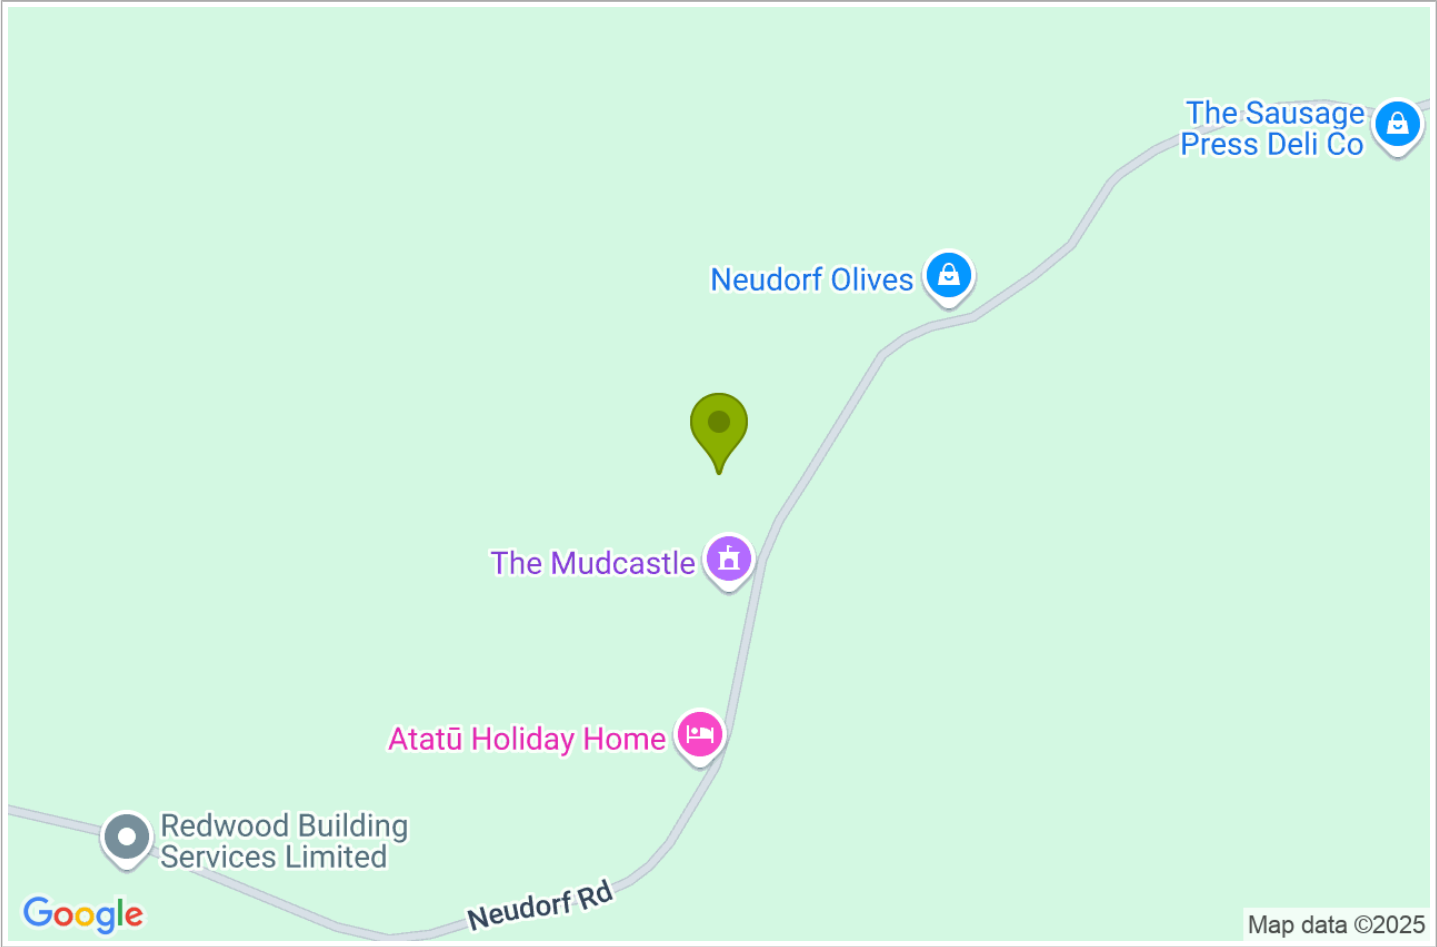 The Sausage
Press Deli Co
Neudorf Olives
The Mudcastle
Atatū Holiday Home
Redwood Building
Services Limited
Neudorf Rd
Google
Map data ©2025